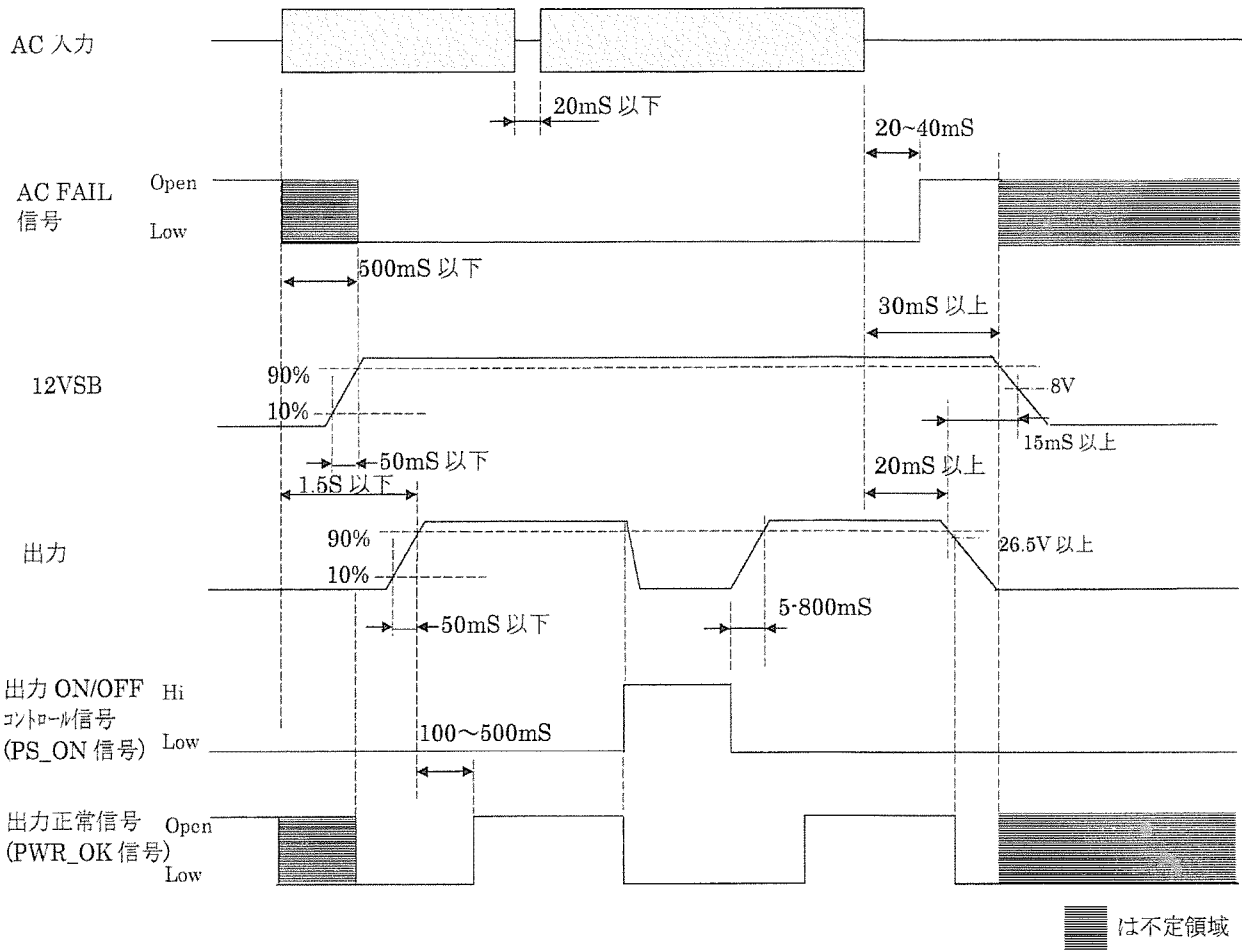 AC 入力
20mS 以下
20~40mS
AC FAIL
信号
Open
Low
500mS 以下
30mS 以上
12VSB
90%
10%
8V
15mS 以上
50mS 以下
1.5S 以下
20mS 以上
出力
90%
10%
26.5V 以上
50mS 以下
5-800mS
出力 ON/OFF
コントロール信号
(PS_ON 信号)
Hi
Low
100～500mS
出力正常信号
(PWR_OK 信号)
Open
Low
は不定領域